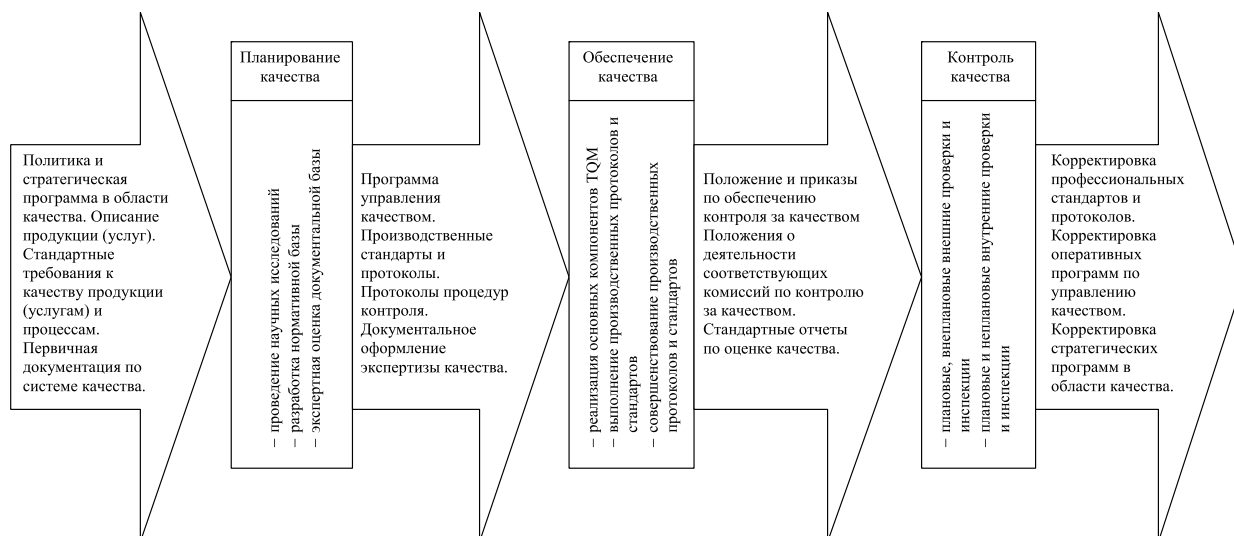 Политика и
стратегическая
программа в области
качества. Описание
продукции (услуг).
Стандартные
требования к
качеству продукции
(услугам) и
процессам.
Первичная
документация по
системе качества.
Планирование
качества
– проведение научных исследований
– разработка нормативной базы
– экспертная оценка документальной базы
Программа
управления
качеством.
Производственные
стандарты и
протоколы.
Протоколы процедур
контроля.
Документальное
оформление
экспертизы качества.
Обеспечение
качества
– реализация основных компонентов TQM
– выполнение производственных протоколов и
стандартов
– совершенствование производственных
протоколов и стандартов
Положение и приказы
по обеспечению
контроля за качеством
Положения о
деятельности
соответствующих
комиссий по контролю
за качеством.
Стандартные отчеты
по оценке качества.
Контроль
качества
– плановые, внеплановые внешние проверки и
инспекции
– плановые и неплановые внутренние проверки
и инспекции
Корректировка
профессиональных
стандартов и
протоколов.
Корректировка
оперативных
программ по
управлению
качеством.
Корректировка
стратегических
программ в
области качества.